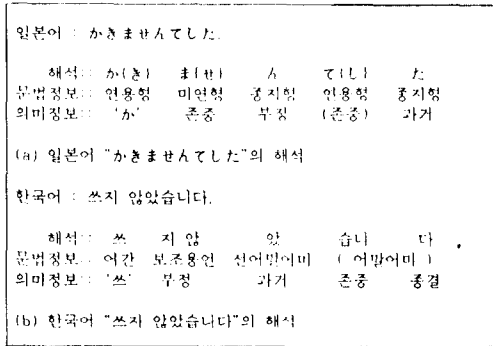 일본어 : かきませんてした.
해석:: か(き) ま(せ) ん て(し) た
문법정보:: 연용형 미연형 종지형 연용형 종지형
의미정보:: 'か' 존중 부정 (존중) 과거
(a) 일본어 "かきませんてした"의 해석
한국어 : 쓰지 않았습니다.
해석:: 쓰 지 않 았 습니 다
문법정보:: 어간 보조용언 선어말어미 ( 어말어미 )
의미정보:: '쓰' 부정 과거 존중 종결
(b) 한국어 "쓰지 않았습니다"의 해석